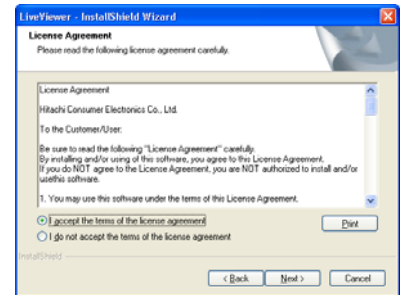 LiveViewer - InstallShield Wizard
License Agreement
Please read the following license agreement carefully.
License Agreement
Hitachi Consumer Electronics Co., Ltd.
To the Customer/User:
Be sure to read the following "License Agreement" carefully.
By installing and/or using of this software, you agree to this License Agreement.
If you do NOT agree to the License Agreement, you are NOT authorized to install and/or
usethis software.
1. You may use this software under the terms of this License Agreement.
I accept the terms of the license agreement
Print
I do not accept the terms of the license agreement
InstallShield
< Back Next > Cancel